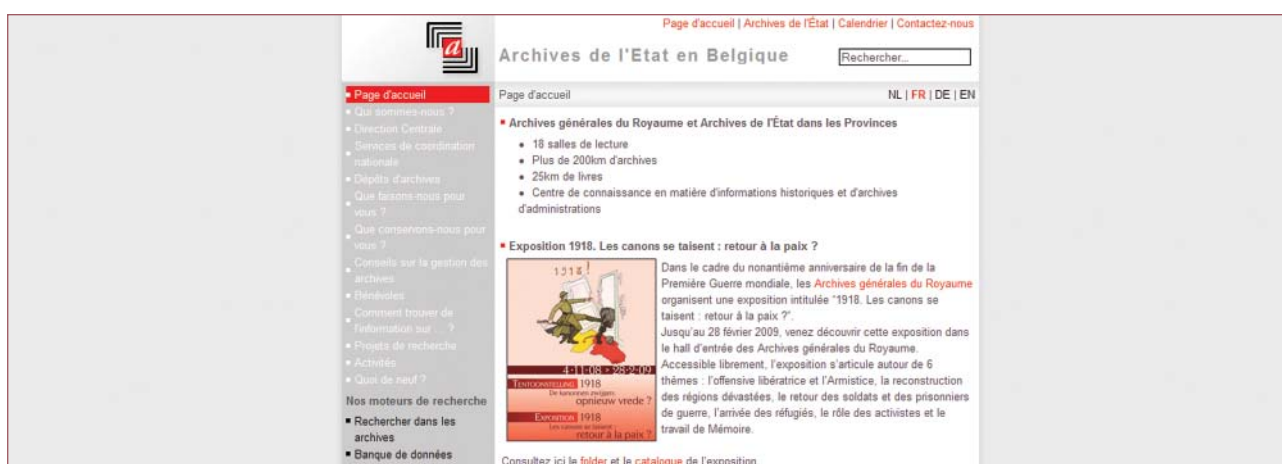 Page d'accueil | Archives de l'État | Calendrier | Contactez-nous
a
Archives de l'Etat en Belgique
Rechercher...
Page d'accueil
NL | FR | DE | EN
Page d'accueil
Qui sommes-nous ?
Direction Centrale
Services de coordination
nationale
Dépôts d'archives
Que faisons-nous pour
vous ?
Que conservons-nous pour
vous ?
Conseils sur la gestion des
archives
Bénévoles
Comment trouver de
l'information sur ... ?
Projets de recherche
Activités
Quoi de neuf ?
Nos moteurs de recherche
Rechercher dans les
archives
Banque de données
Archives générales du Royaume et Archives de l'État dans les Provinces
18 salles de lecture
Plus de 200km d'archives
25km de livres
Centre de connaissance en matière d'informations historiques et d'archives
d'administrations
Exposition 1918. Les canons se taisent : retour à la paix ?
1918!
4·11·08 > 28·2·09
TENTOONSTELLING 1918
De kanonnen zwijgen
opnieuw vrede ?
EXPOSITION 1918
Les canons se taisent :
retour à la paix ?
Dans le cadre du nonantième anniversaire de la fin de la
Première Guerre mondiale, les Archives générales du Royaume
organisent une exposition intitulée "1918. Les canons se
taisent : retour à la paix ?".
Jusqu'au 28 février 2009, venez découvrir cette exposition dans
le hall d'entrée des Archives générales du Royaume.
Accessible librement, l'exposition s'articule autour de 6
thèmes : l'offensive libératrice et l'Armistice, la reconstruction
des régions dévastées, le retour des soldats et des prisonniers
de guerre, l'arrivée des réfugiés, le rôle des activistes et le
travail de Mémoire.
Consultez ici le folder et le catalogue de l'exposition